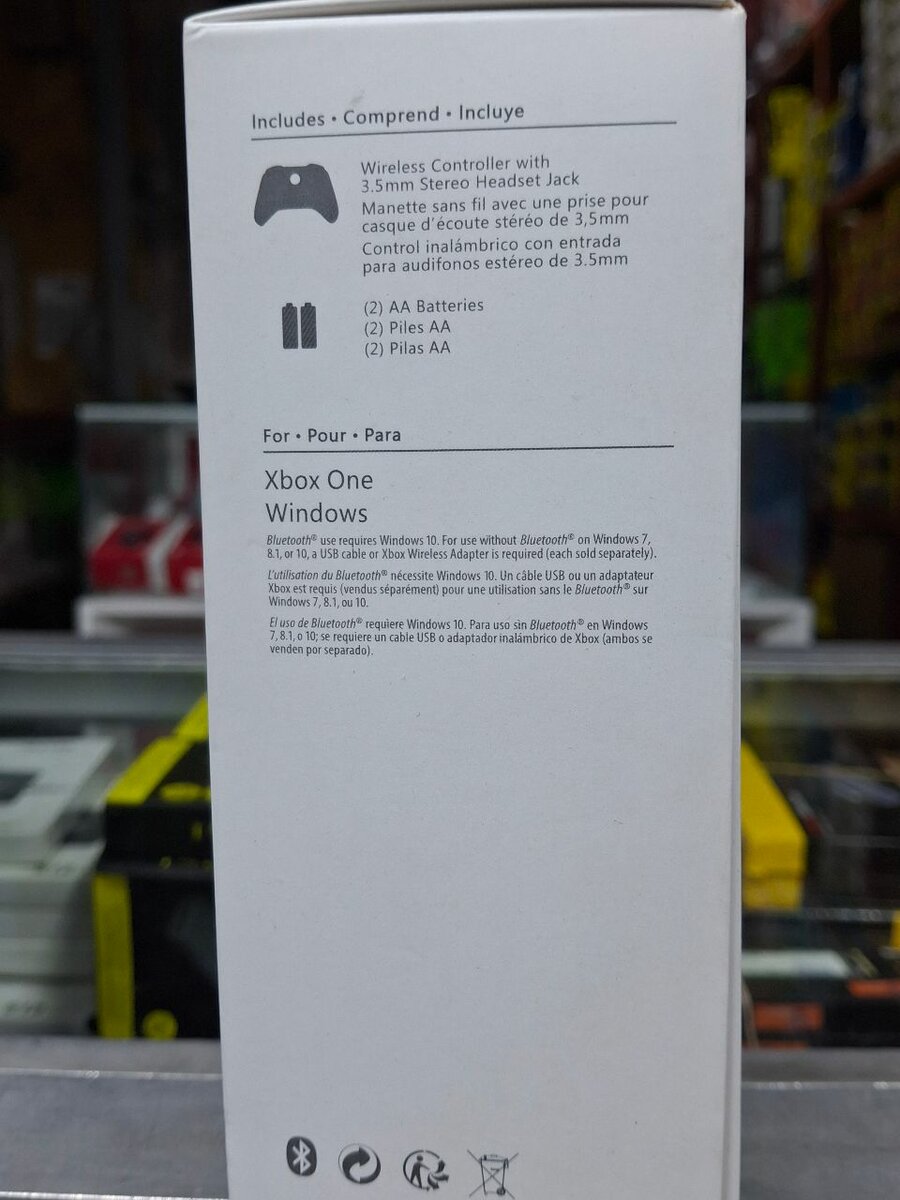 Includes • Comprend • Incluye
Wireless Controller with
3.5mm Stereo Headset Jack
Manette sans fil avec une prise pour
casque d'écoute stéréo de 3,5mm
Control inalámbrico con entrada
para audifonos estéreo de 3.5mm
(2) AA Batteries
(2) Piles AA
(2) Pilas AA
For • Pour • Para
Xbox One
Windows
Bluetooth® use requires Windows 10. For use without Bluetooth® on Windows 7,
8.1, or 10, a USB cable or Xbox Wireless Adapter is required (each sold separately).
L'utilisation du Bluetooth® nécessite Windows 10. Un câble USB ou un adaptateur
Xbox est requis (vendus séparément) pour une utilisation sans le Bluetooth® sur
Windows 7, 8.1, ou 10.
El uso de Bluetooth® requiere Windows 10. Para uso sin Bluetooth® en Windows
7, 8.1, o 10; se requiere un cable USB o adaptador inalámbrico de Xbox (ambos se
venden por separado).